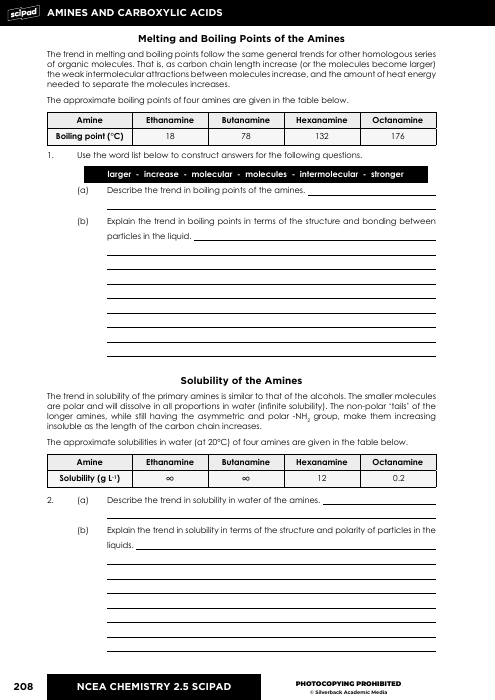 scipad AMINES AND CARBOXYLIC ACIDS
Melting and Boiling Points of the Amines
The trend in melting and boiling points follow the same general trends for other homologous series
of organic molecules. That is, as carbon chain length increase (or the molecules become larger)
the weak intermolecular attractions between molecules increase, and the amount of heat energy
needed to separate the molecules increases.
The approximate boiling points of four amines are given in the table below.
Amine Ethanamine Butanamine Hexanamine Octanamine
Boiling point (°C) 18 78 132 176
1. Use the word list below to construct answers for the following questions.
larger - increase - molecular - molecules - intermolecular - stronger
(a) Describe the trend in boiling points of the amines.
(b) Explain the trend in boiling points in terms of the structure and bonding between
particles in the liquid.
Solubility of the Amines
The trend in solubility of the primary amines is similar to that of the alcohols. The smaller molecules
are polar and will dissolve in all proportions in water (infinite solubility). The non-polar 'tails' of the
longer amines, while still having the asymmetric and polar -NH₂ group, make them increasing
insoluble as the length of the carbon chain increases.
The approximate solubilities in water (at 20°C) of four amines are given in the table below.
Amine Ethanamine Butanamine Hexanamine Octanamine
Solubility (g L⁻¹) ∞ ∞ 12 0.2
2. (a) Describe the trend in solubility in water of the amines.
(b) Explain the trend in solubility in terms of the structure and polarity of particles in the
liquids.
208 NCEA CHEMISTRY 2.5 SCIPAD
PHOTOCOPYING PROHIBITED
© Silverback Academic Media